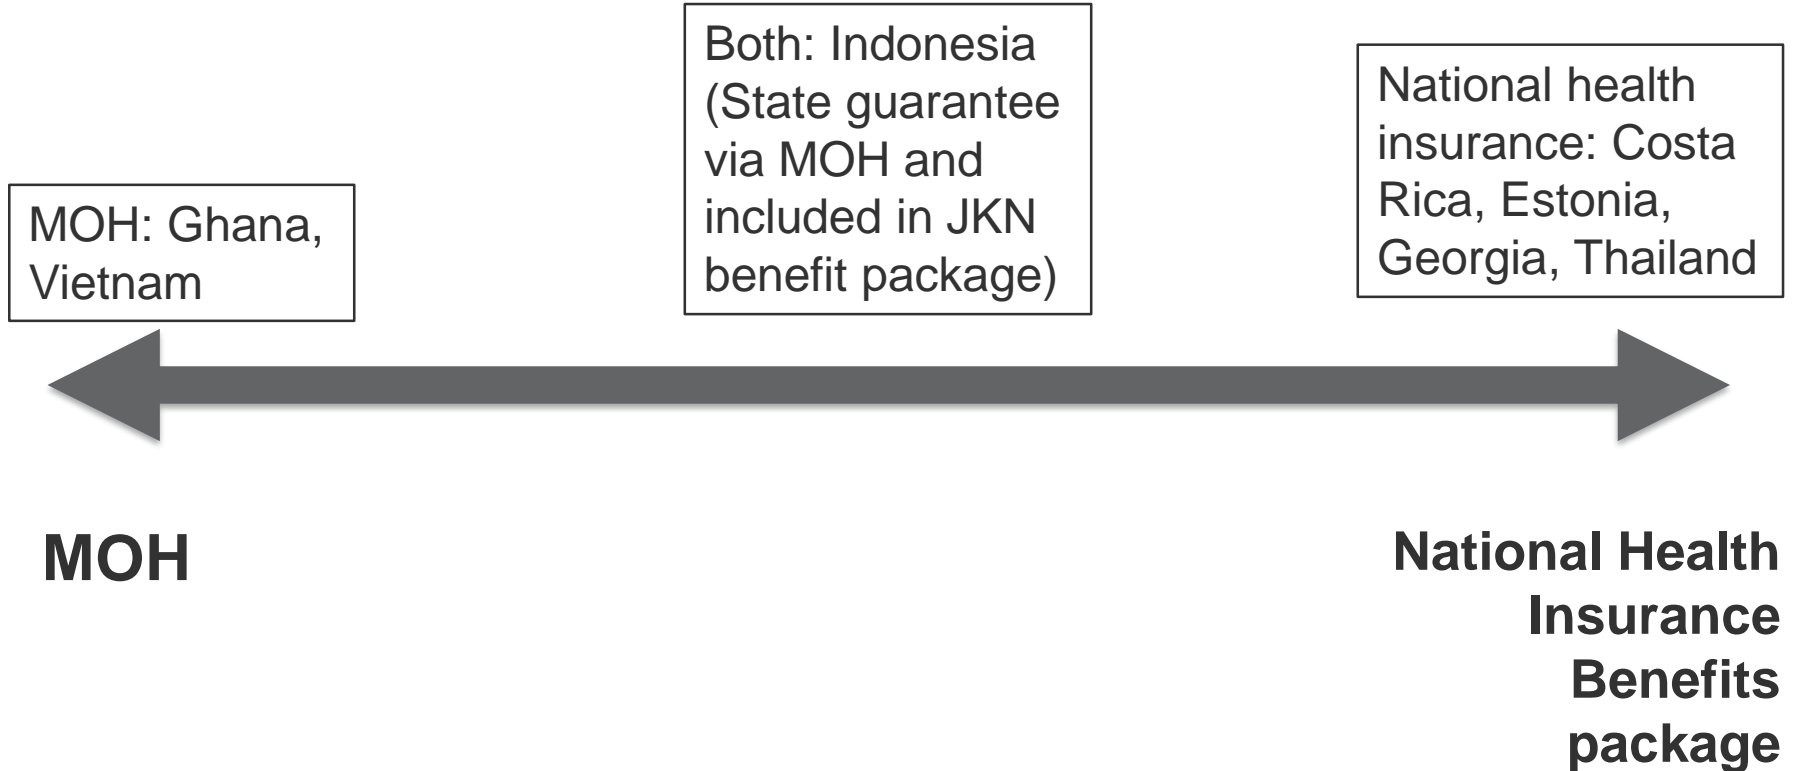 MOH: Ghana,
Vietnam
Both: Indonesia
(State guarantee
via MOH and
included in JKN
benefit package)
National health
insurance: Costa
Rica, Estonia,
Georgia, Thailand
MOH
National Health
Insurance
Benefits
package